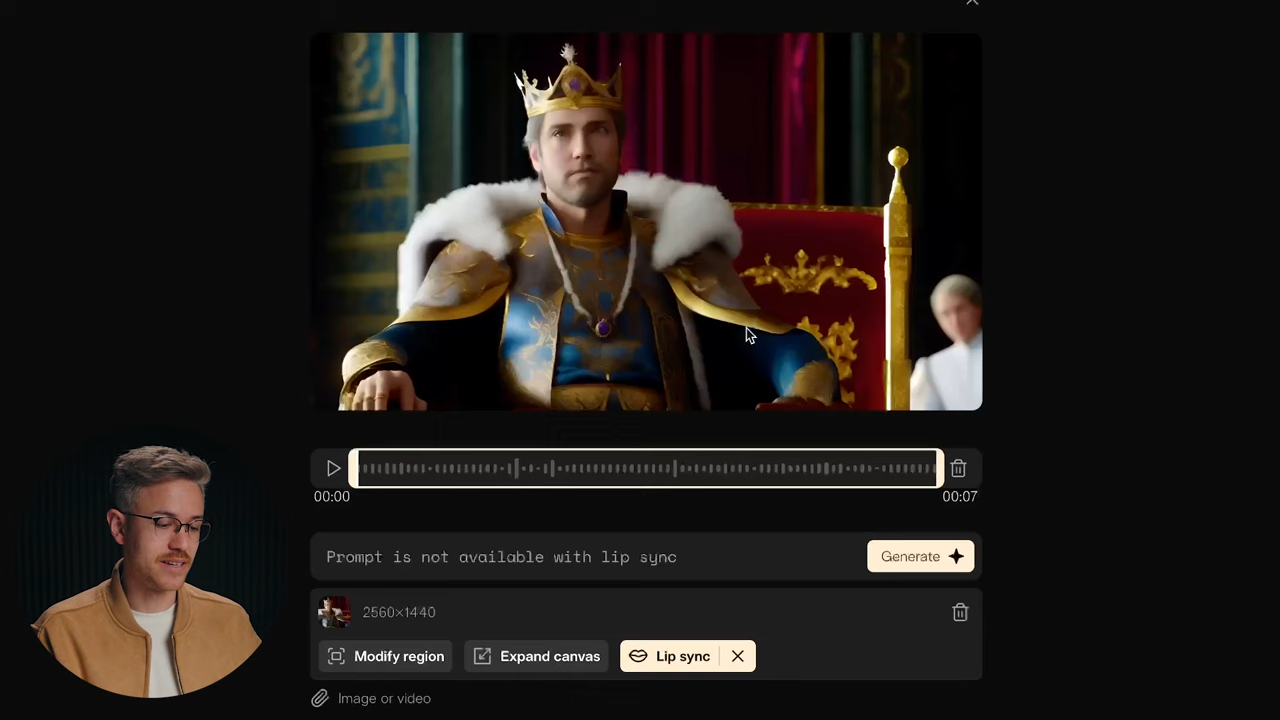 00:00
00:07
Prompt is not available with lip sync
Generate
2560×1440
Modify region
Expand canvas
Lip sync
Image or video